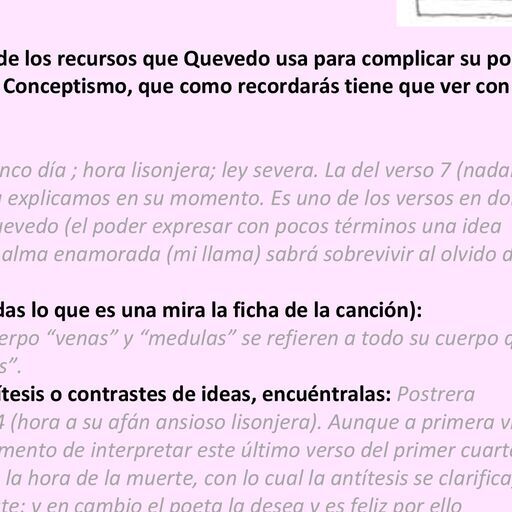 de los recursos que Quevedo usa para complicar su po
Conceptismo, que como recordarás tiene que ver con
nco día ; hora lisonjera; ley severa. La del verso 7 (nadar
explicamos en su momento. Es uno de los versos en do
uevedo (el poder expresar con pocos términos una idea
alma enamorada (mi llama) sabrá sobrevivir al olvido d
das lo que es una mira la ficha de la canción):
erpo “venas” y “medulas” se refieren a todo su cuerpo q
s”.
ítesis o contrastes de ideas, encuéntralas: Postrera
4 (hora a su afán ansioso lisonjera). Aunque a primera v
mento de interpretar este último verso del primer cuarte
la hora de la muerte, con lo cual la antítesis se clarifica,
te: y en cambio el poeta la desea y es feliz por ello